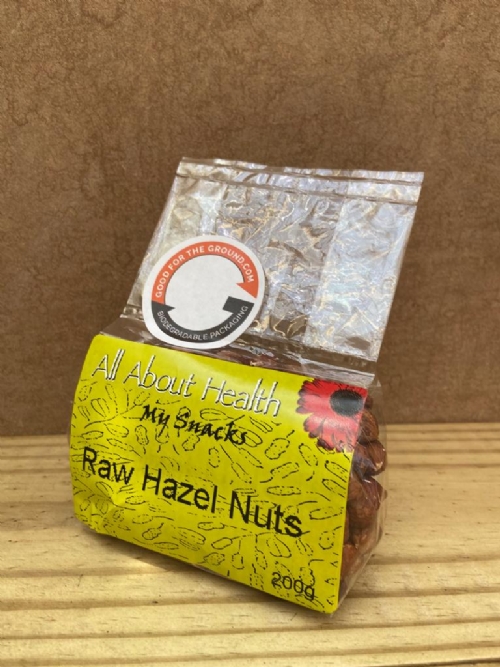 GOOD FOR THE GROUND.COM
BIODEGRADABLE PACKAGING
All About Health
My Snacks
Raw Hazel Nuts
200g